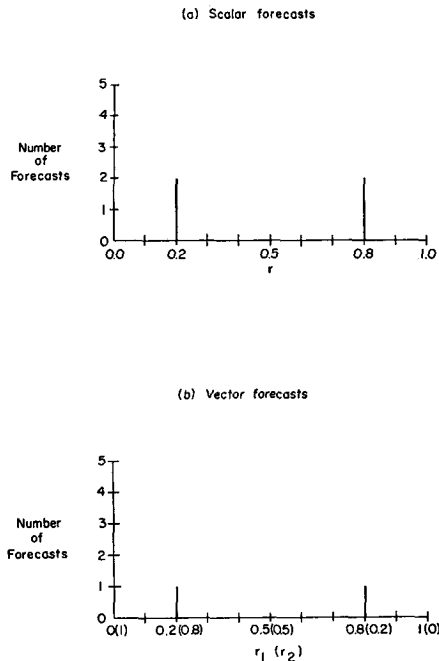 (a) Scalar forecasts
5
4
3
2
1
0
Number
of
Forecasts
0.0 0.2 0.5 0.8 1.0
r
(b) Vector forecasts
5
4
3
2
1
0
Number
of
Forecasts
0(1) 0.2(0.8) 0.5(0.5) 0.8(0.2) 1(0)
r1 (r2)